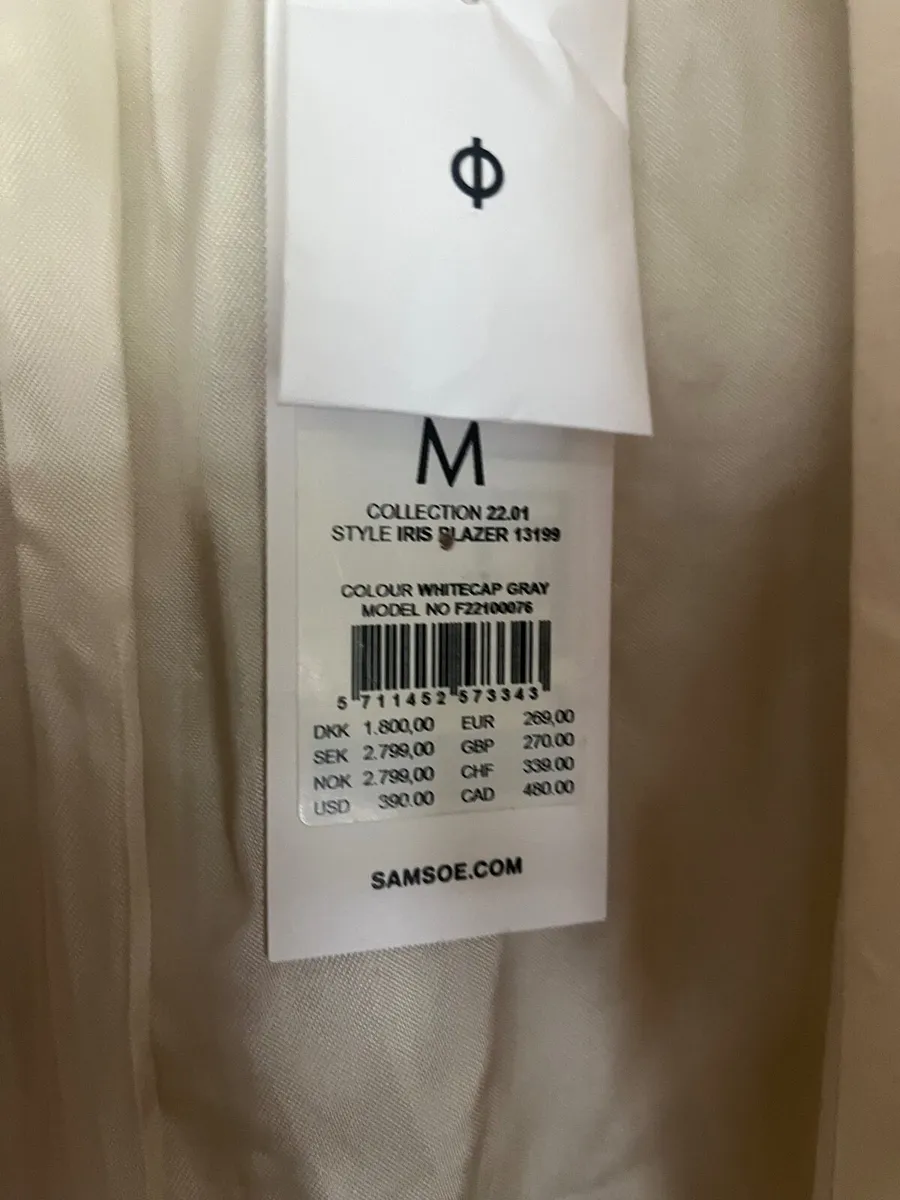 M
COLLECTION 22.01
STYLE IRIS BLAZER 13199
COLOUR WHITECAP GRAY
MODEL NO F22100076
5 711452 573343
DKK 1.800,00 EUR 269,00
SEK 2.799,00 GBP 270.00
NOK 2.799,00 CHF 339.00
USD 390.00 CAD 480.00
SAMSOE.COM